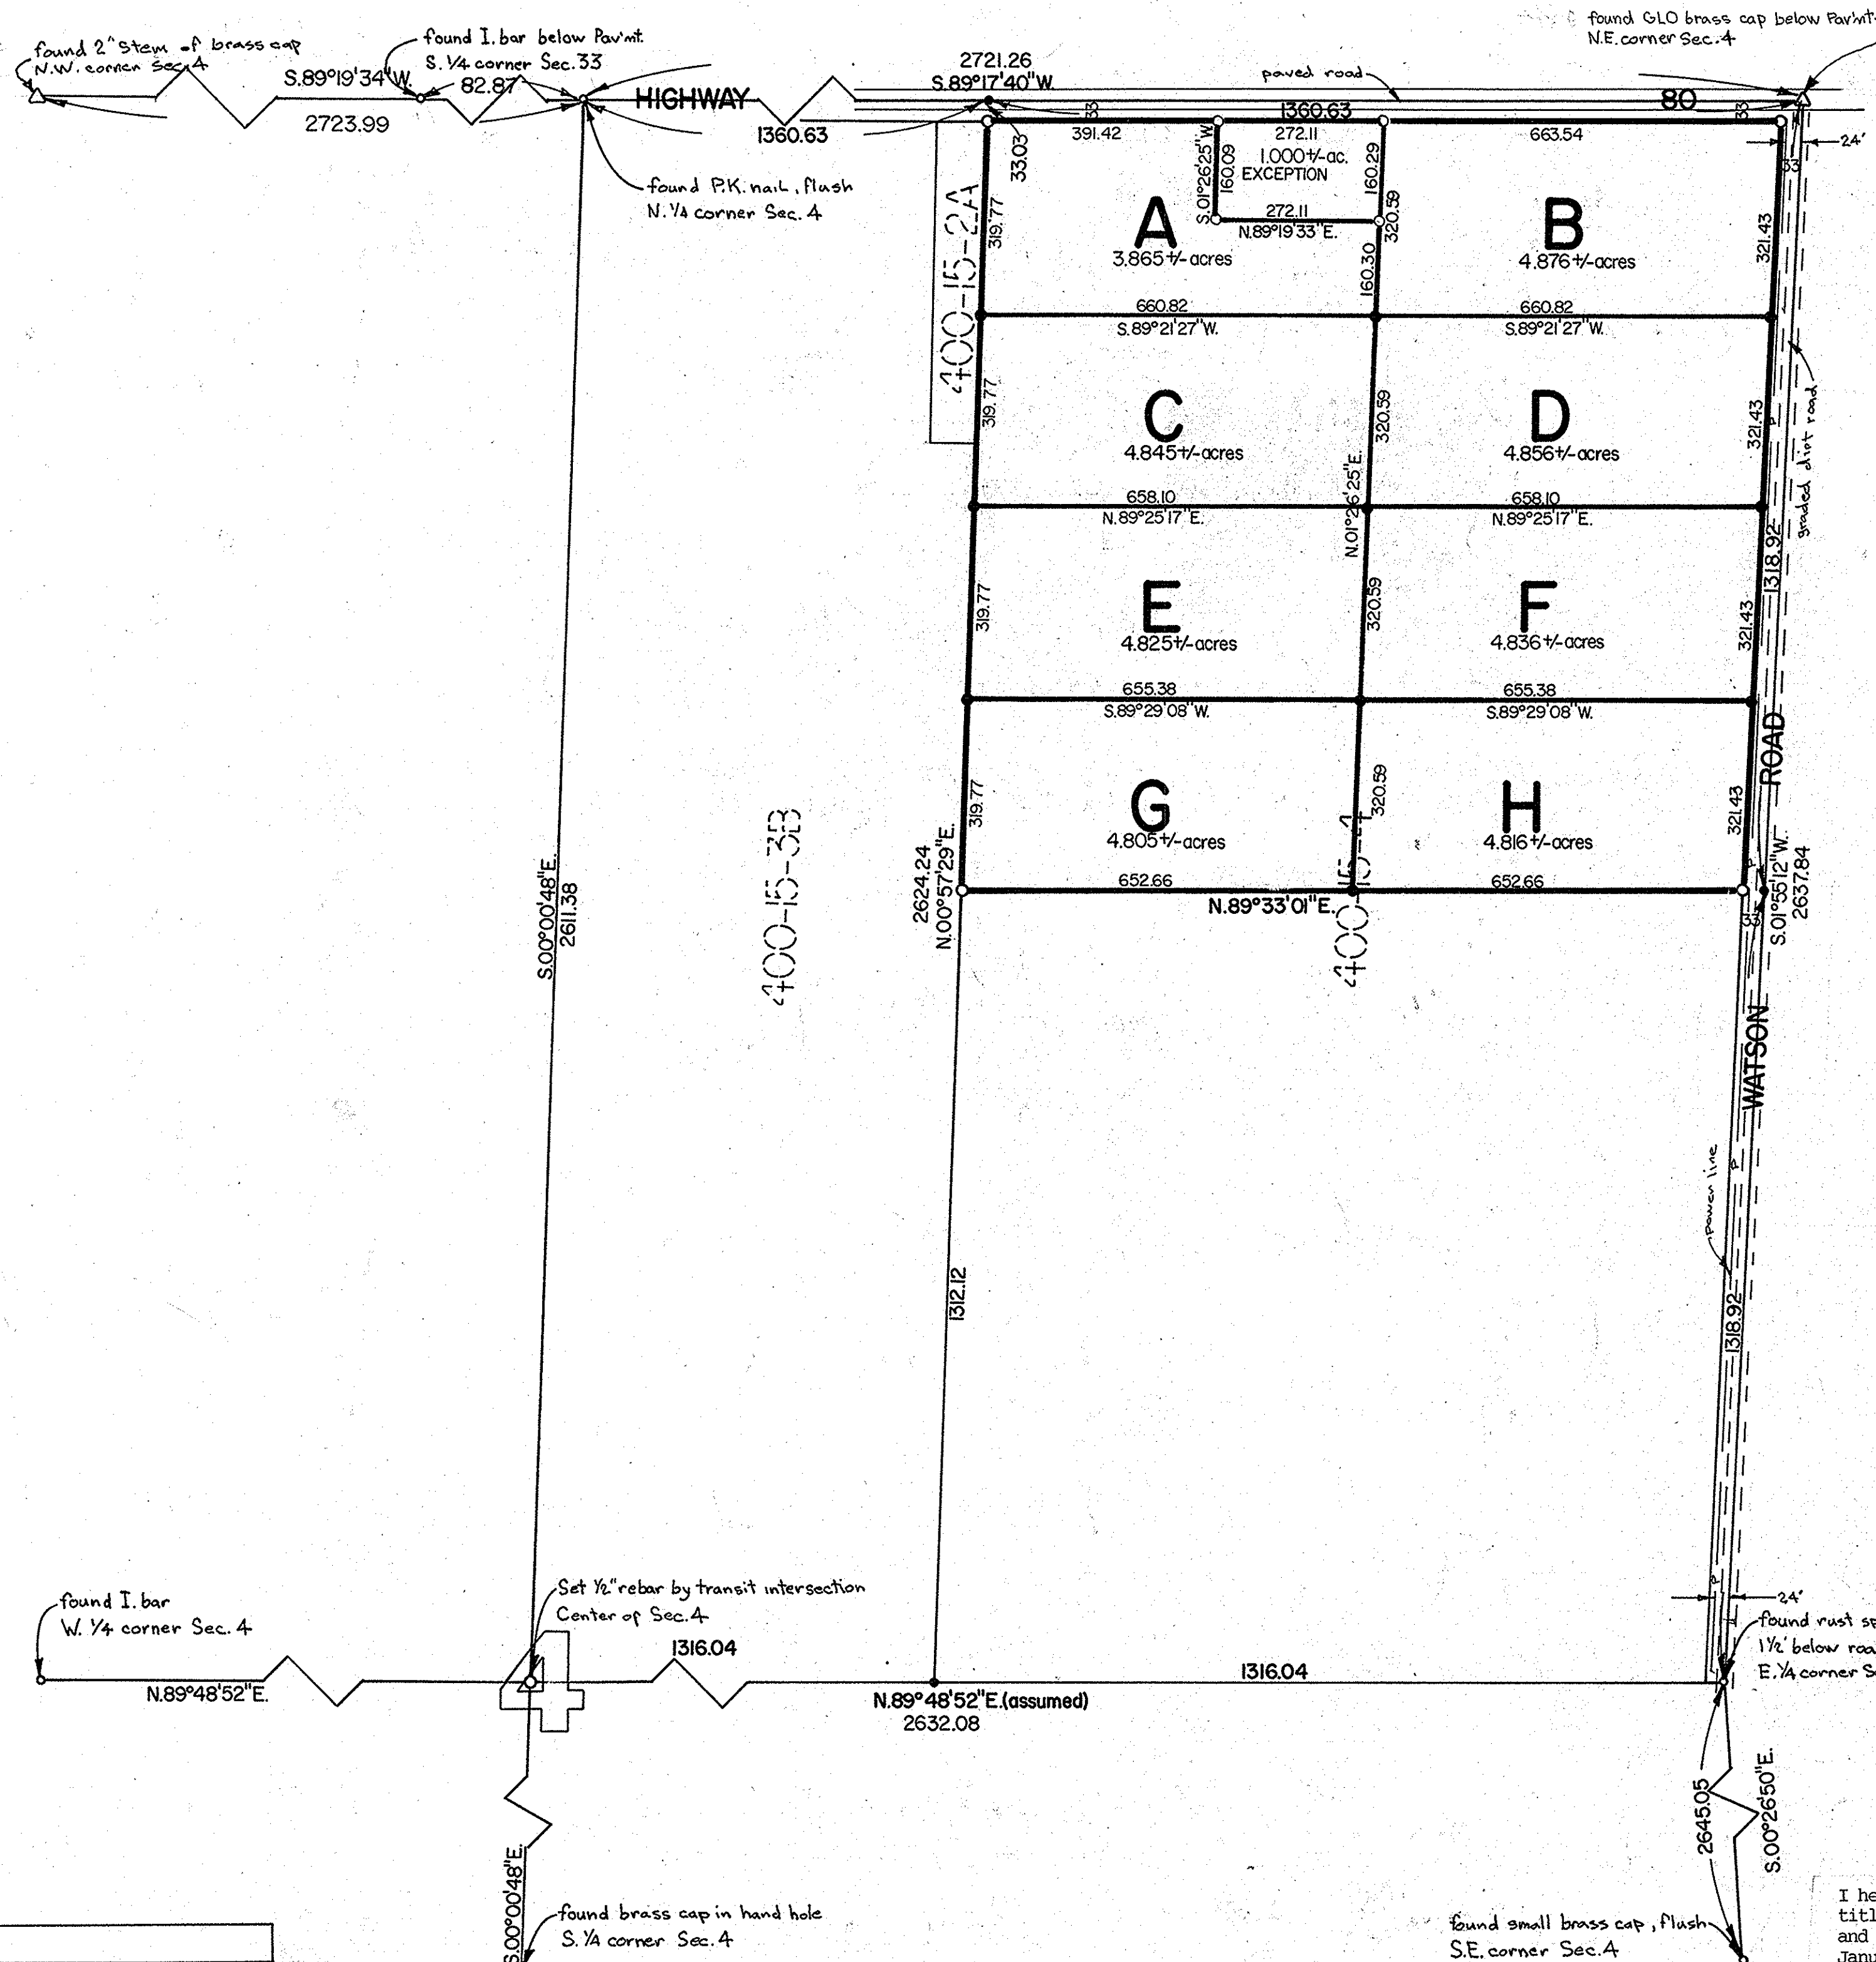 found 2" Stem of brass cap
N.W. corner Sec. 4
found I. bar below Pav'mt.
S. 1/4 corner Sec. 33
found GLO brass cap below Pav'mt.
N.E. corner Sec. 4
S.89°19'34"W.
2723.99
82.87
HIGHWAY
1360.63
2721.26
S.89°17'40"W.
paved road
80
33
1360.63
33
24'
33
found P.K. nail, flush
N. 1/4 corner Sec. 4
33.03
391.42
272.11
663.54
1.000+/-ac.
EXCEPTION
S.01°26'25"W.
160.09
160.29
272.11
N.89°19'33"E.
320.59
160.30
400-15-2A
319.77
A
3.865+/-acres
B
4.876+/-acres
321.43
660.82
S.89°21'27"W.
660.82
S.89°21'27"W.
319.77
C
4.845+/-acres
320.59
D
4.856+/-acres
321.43
graded dirt road
N.01°26'25"E.
658.10
N.89°25'17"E.
658.10
N.89°25'17"E.
1318.92
319.77
E
4.825+/-acres
320.59
F
4.836+/-acres
321.43
655.38
S.89°29'08"W.
655.38
S.89°29'08"W.
ROAD
319.77
G
4.805+/-acres
320.59
H
4.816+/-acres
321.43
652.66
652.66
N.89°33'01"E.
400-15-4
400-15-3B
S.00°00'48"E.
2611.38
2624.24
N.00°57'29"E.
33
S.01°55'12"W.
2637.84
WATSON
power line
1312.12
1318.92
found I. bar
W. 1/4 corner Sec. 4
Set 1/2" rebar by transit intersection
Center of Sec. 4
24'
found rust
1 1/2' below
E. 1/4 corner
N.89°48'52"E.
4
1316.04
1316.04
N.89°48'52"E.(assumed)
2632.08
2645.05
S.00°26'50"E.
S.00°00'48"E.
found brass cap in hand hole
S. 1/4 corner Sec. 4
found small brass cap, flush
S.E. corner Sec. 4
I he
titl
and
Janu